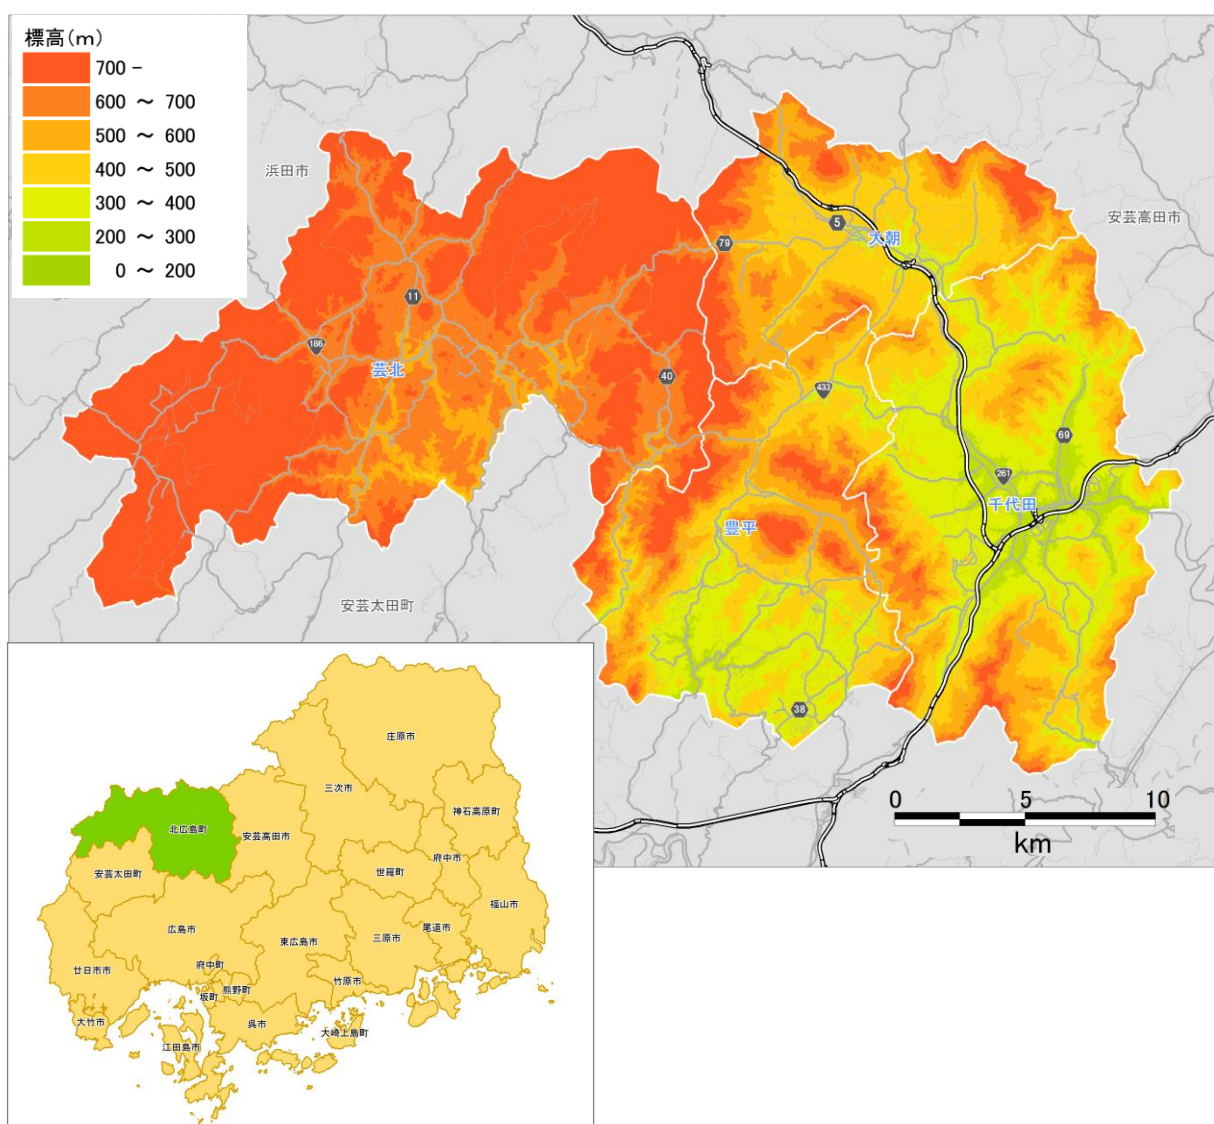 標高(m)
700 -
600 ～ 700
500 ～ 600
400 ～ 500
300 ～ 400
200 ～ 300
0 ～ 200
浜田市
安芸高田市
5
大朝
79
11
186
芸北
40
433
69
261
千代田
豊平
安芸太田町
38
0 5 10
km
庄原市
三次市
神石高原町
北広島町
安芸高田市
府中市
安芸太田町
世羅町
福山市
広島市
尾道市
東広島市
三原市
府中町
廿日市市
竹原市
熊野町
坂町
大竹市
呉市
大崎上島町
江田島市